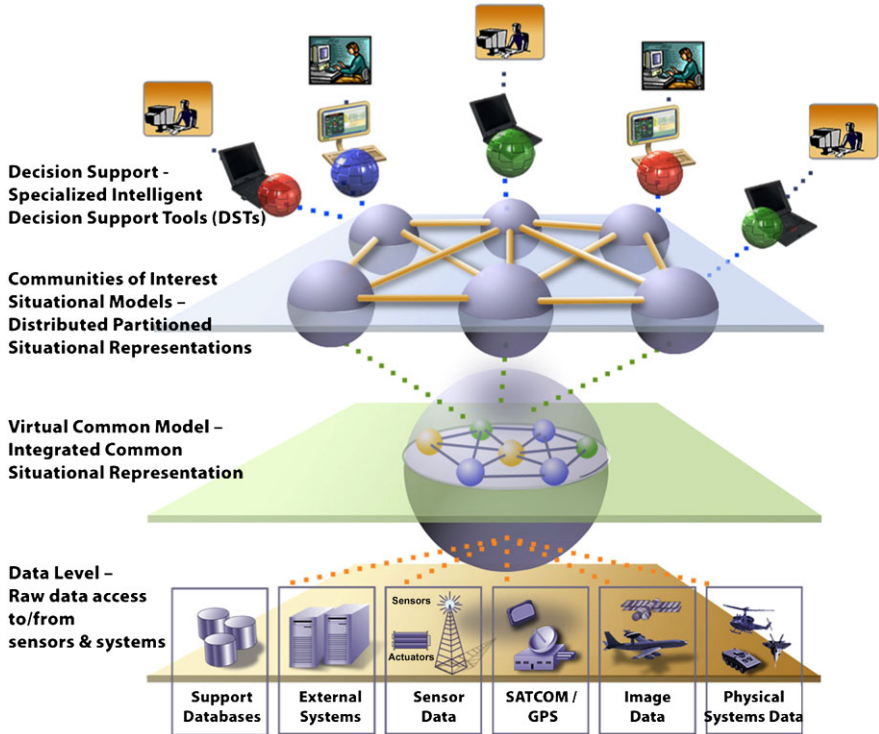 Decision Support -
Specialized Intelligent
Decision Support Tools (DSTs)
Communities of Interest
Situational Models –
Distributed Partitioned
Situational Representations
Virtual Common Model –
Integrated Common
Situational Representation
Data Level –
Raw data access
to/from
sensors & systems
Sensors
Actuators
Support
Databases
External
Systems
Sensor
Data
SATCOM /
GPS
Image
Data
Physical
Systems Data